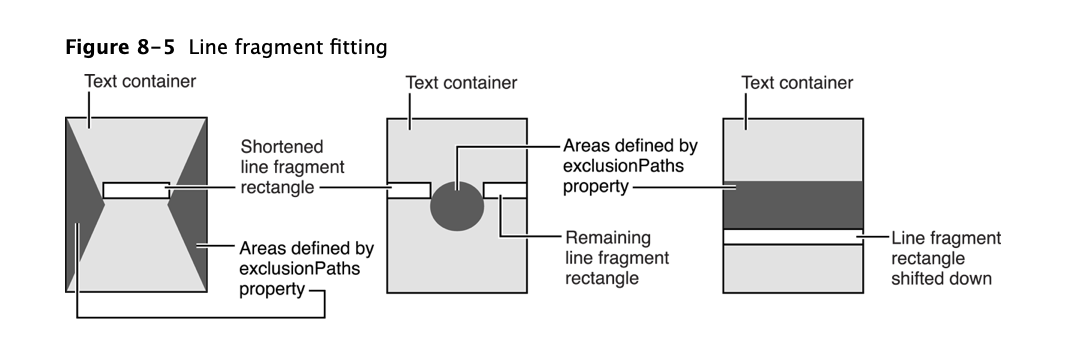 Figure 8-5 Line fragment fitting
Text container
Shortened
line fragment
rectangle
Areas defined by
exclusionPaths
property
Text container
Areas defined by
exclusionPaths
property
Remaining
line fragment
rectangle
Text container
Line fragment
rectangle
shifted down